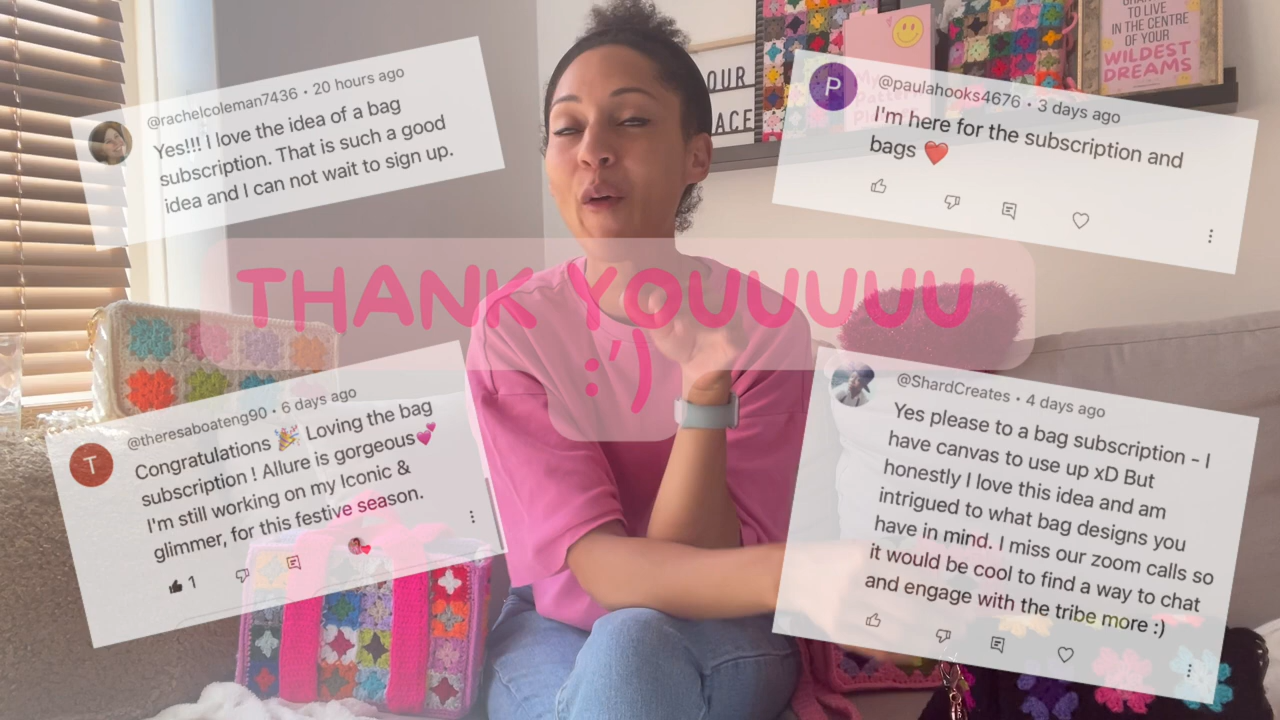 @rachelcoleman7436 • 20 hours ago
Yes!!! I love the idea of a bag
subscription. That is such a good
idea and I can not wait to sign up.
@paulahooks4676 • 3 days ago
P
I'm here for the subscription and
bags ❤️
OUR
ACE
TO LIVE
IN THE CENTRE
OF YOUR
WILDEST
DREAMS
THANK YOUUUUUU
:')
@theresaboateng90 • 6 days ago
T
Congratulations 🎉 Loving the bag
subscription ! Allure is gorgeous💕
I'm still working on my Iconic &
glimmer, for this festive season.
1
@ShardCreates • 4 days ago
Yes please to a bag subscription - I
have canvas to use up xD But
honestly I love this idea and am
intrigued to what bag designs you
have in mind. I miss our zoom calls so
it would be cool to find a way to chat
and engage with the tribe more :)